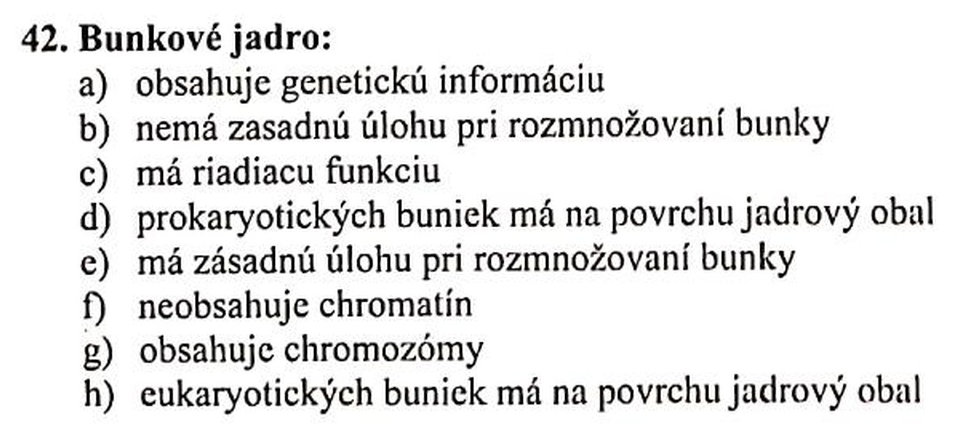 42. Bunkové jadro:
a) obsahuje genetickú informáciu
b) nemá zasadnú úlohu pri rozmnožovaní bunky
c) má riadiacu funkciu
d) prokaryotických buniek má na povrchu jadrový obal
e) má zásadnú úlohu pri rozmnožovaní bunky
f) neobsahuje chromatín
g) obsahuje chromozómy
h) eukaryotických buniek má na povrchu jadrový obal